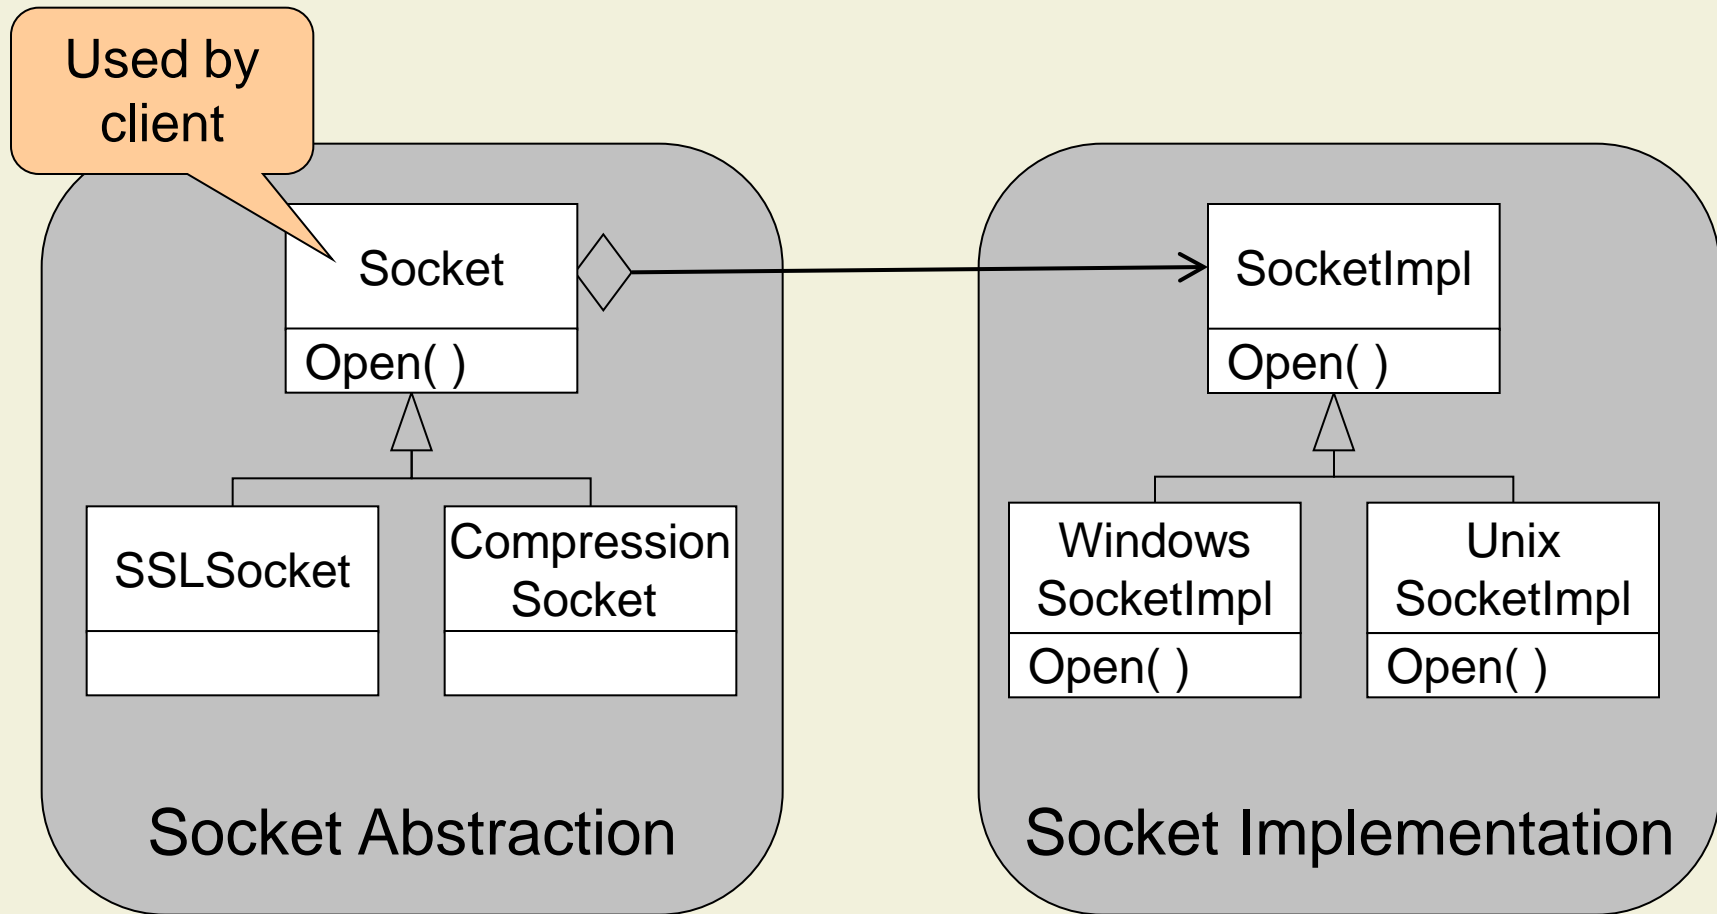 Used by
client
Socket
Open( )
SSLSocket
Compression
Socket
Socket Abstraction
SocketImpl
Open( )
Windows
SocketImpl
Open( )
Unix
SocketImpl
Open( )
Socket Implementation